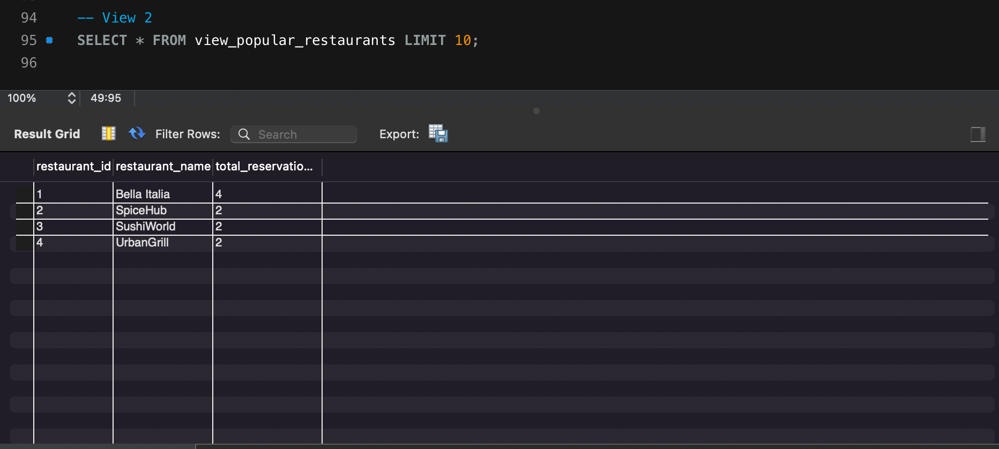 94 -- View 2
95 SELECT * FROM view_popular_restaurants LIMIT 10;
96
100% 49:95
Result Grid Filter Rows: Search Export:
restaurant_id restaurant_name total_reservatio...
1 Bella Italia 4
2 SpiceHub 2
3 SushiWorld 2
4 UrbanGrill 2